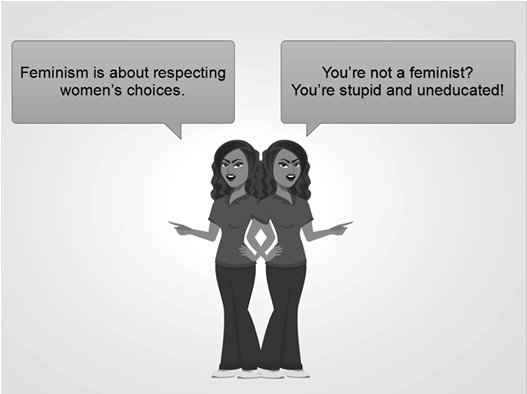 Feminism is about respecting
women's choices.
You're not a feminist?
You're stupid and uneducated!